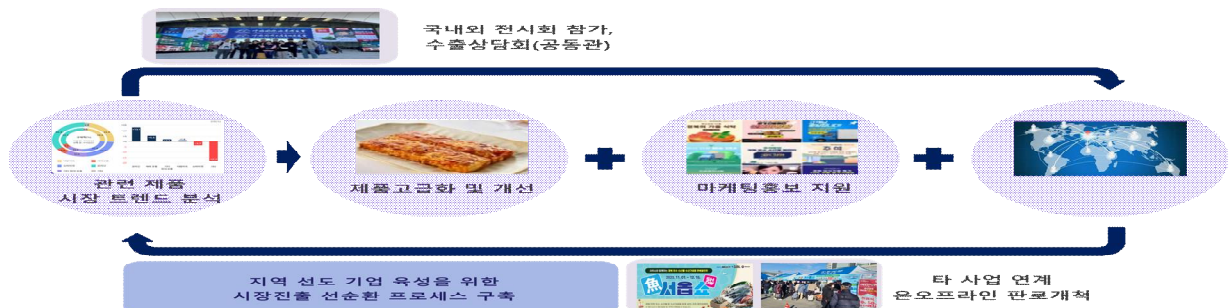 국내외 전시회 참가,
수출상담회(공동관)
관련 제품
시장 트렌드 분석
제품고급화 및 개선
마케팅홍보 지원
지역 선도 기업 육성을 위한
시장진출 선순환 프로세스 구축
魚서옵쇼
타 사업 연계
온오프라인 판로개척